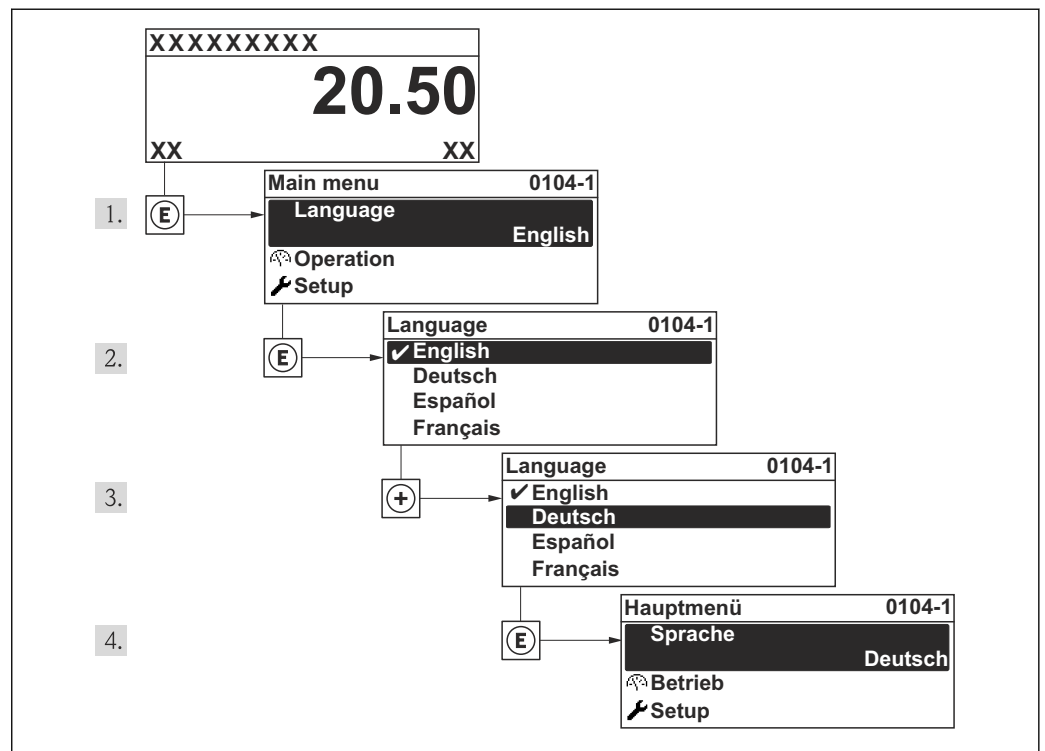 XXXXXXXXX
20.50
XX XX
1. E
Main menu 0104-1
Language
English
Operation
Setup
2. E
Language 0104-1
✔English
Deutsch
Español
Français
3. +
Language 0104-1
✔English
Deutsch
Español
Français
4. E
Hauptmenü 0104-1
Sprache
Deutsch
Betrieb
Setup